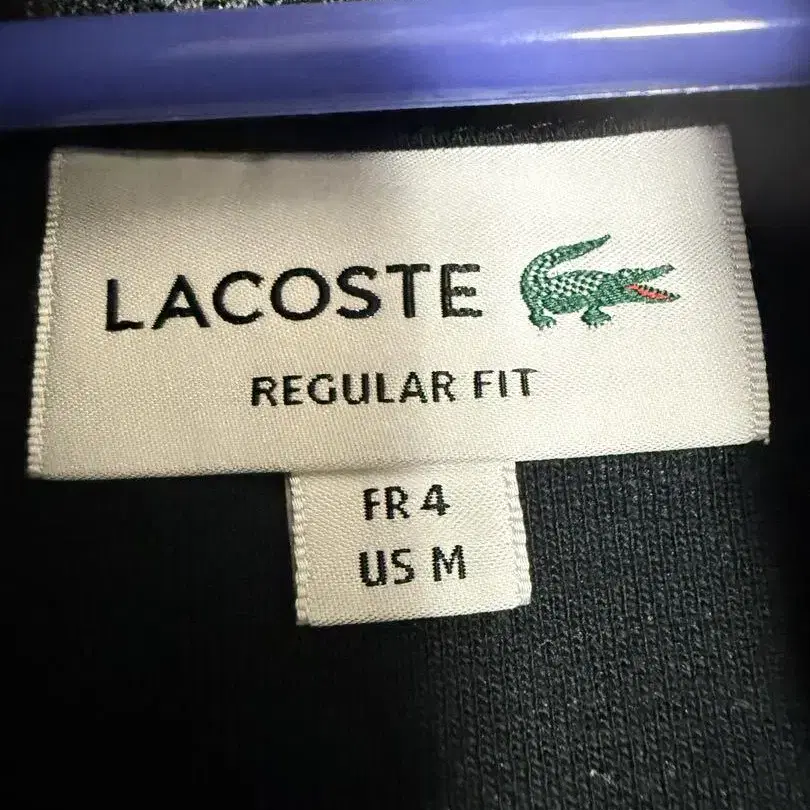 LACOSTE
REGULAR FIT
FR 4
US M